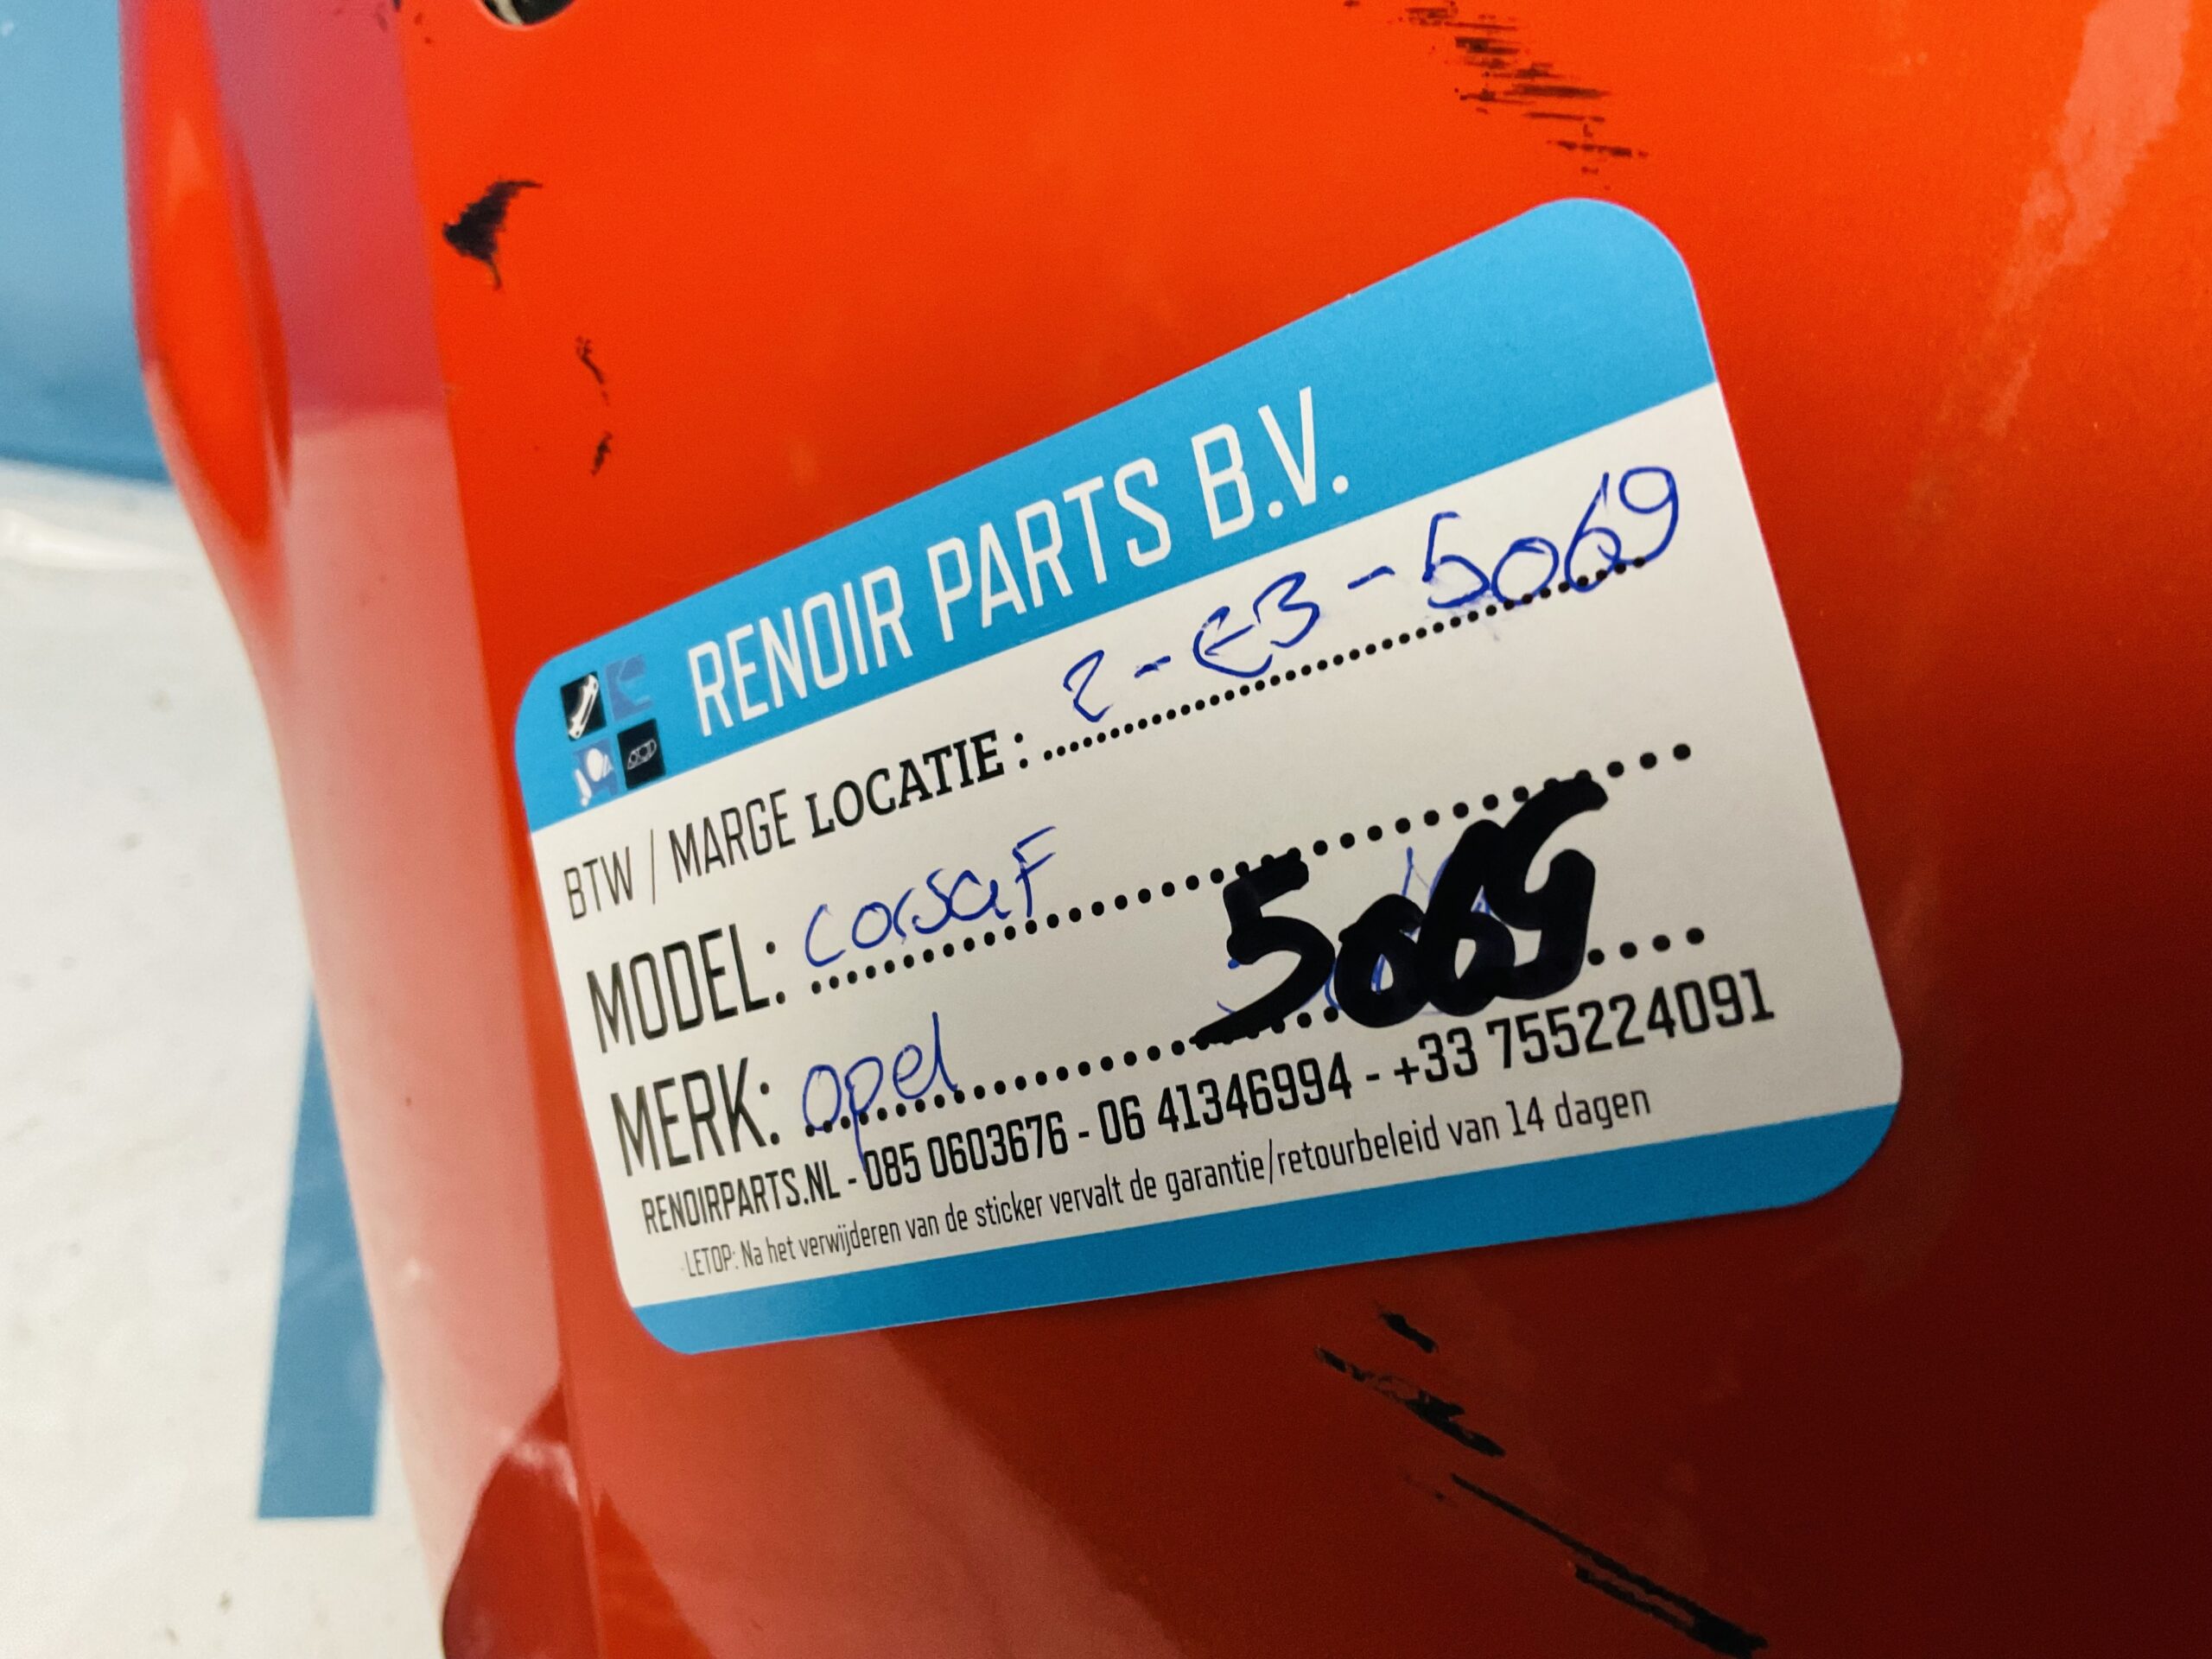 RENOIR PARTS B.V.
BTW / MARGE LOCATIE : 2-E3-5069
MODEL: Corsa F
MERK: Opel 5069
RENOIRPARTS.NL - 085 0603676 - 06 41346994 - +33 755224091
LETOP: Na het verwijderen van de sticker vervalt de garantie/retourbeleid van 14 dagen